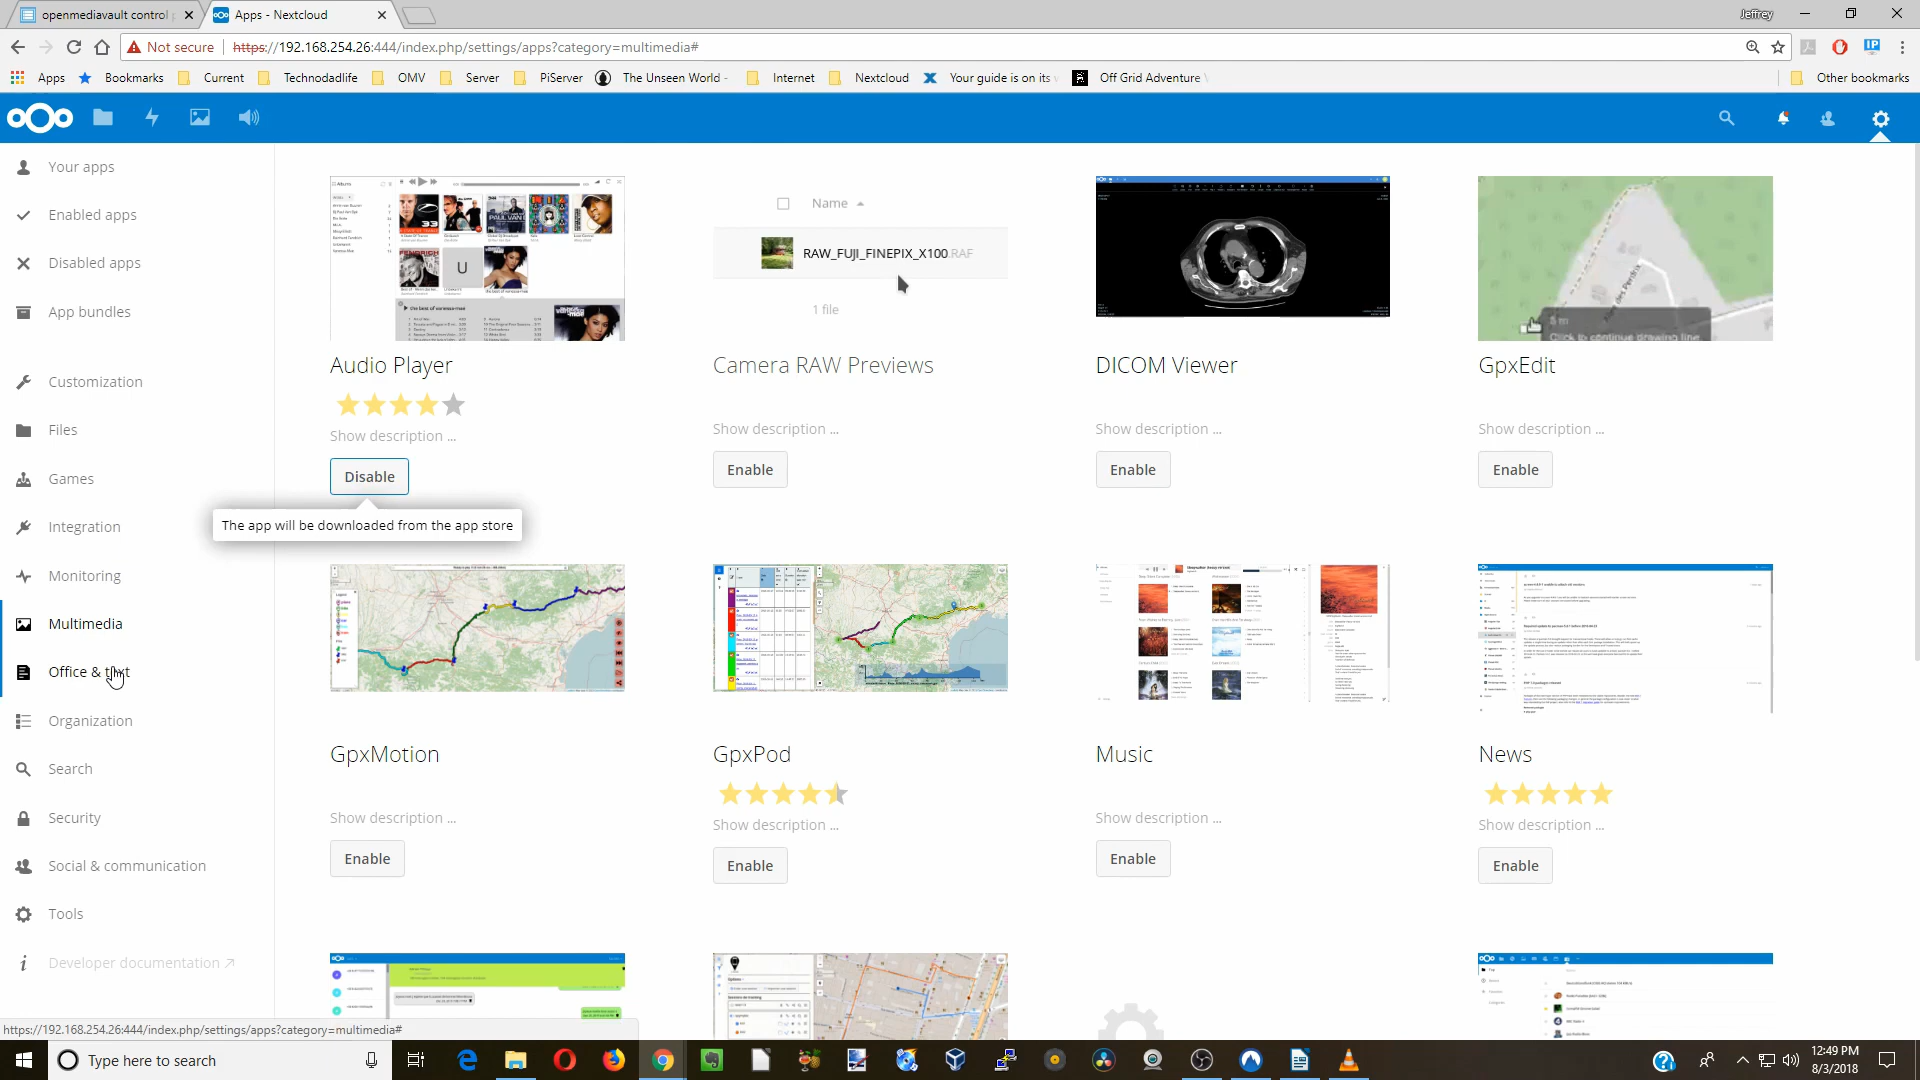 openmediavault control
Apps - Nextcloud
Jeffrey
Not secure
https://192.168.254.26:444/index.php/settings/apps?category=multimedia#
Apps
Bookmarks
Current
Technodadlife
OMV
Server
PiServer
The Unseen World -
Internet
Nextcloud
Your guide is on its
Off Grid Adventure
Other bookmarks
Your apps
Enabled apps
Disabled apps
App bundles
Customization
Files
Games
Integration
Monitoring
Multimedia
Office & text
Organization
Search
Security
Social & communication
Tools
Developer documentation ↗
Name
RAW_FUJI_FINEPIX_X100.RAF
1 file
Click to continue drawing line
Audio Player
Camera RAW Previews
DICOM Viewer
GpxEdit
Show description ...
Show description ...
Show description ...
Show description ...
Disable
Enable
Enable
Enable
The app will be downloaded from the app store
GpxMotion
GpxPod
Music
News
Show description ...
Show description ...
Show description ...
Show description ...
Enable
Enable
Enable
Enable
https://192.168.254.26:444/index.php/settings/apps?category=multimedia#
Type here to search
12:49 PM
8/3/2018